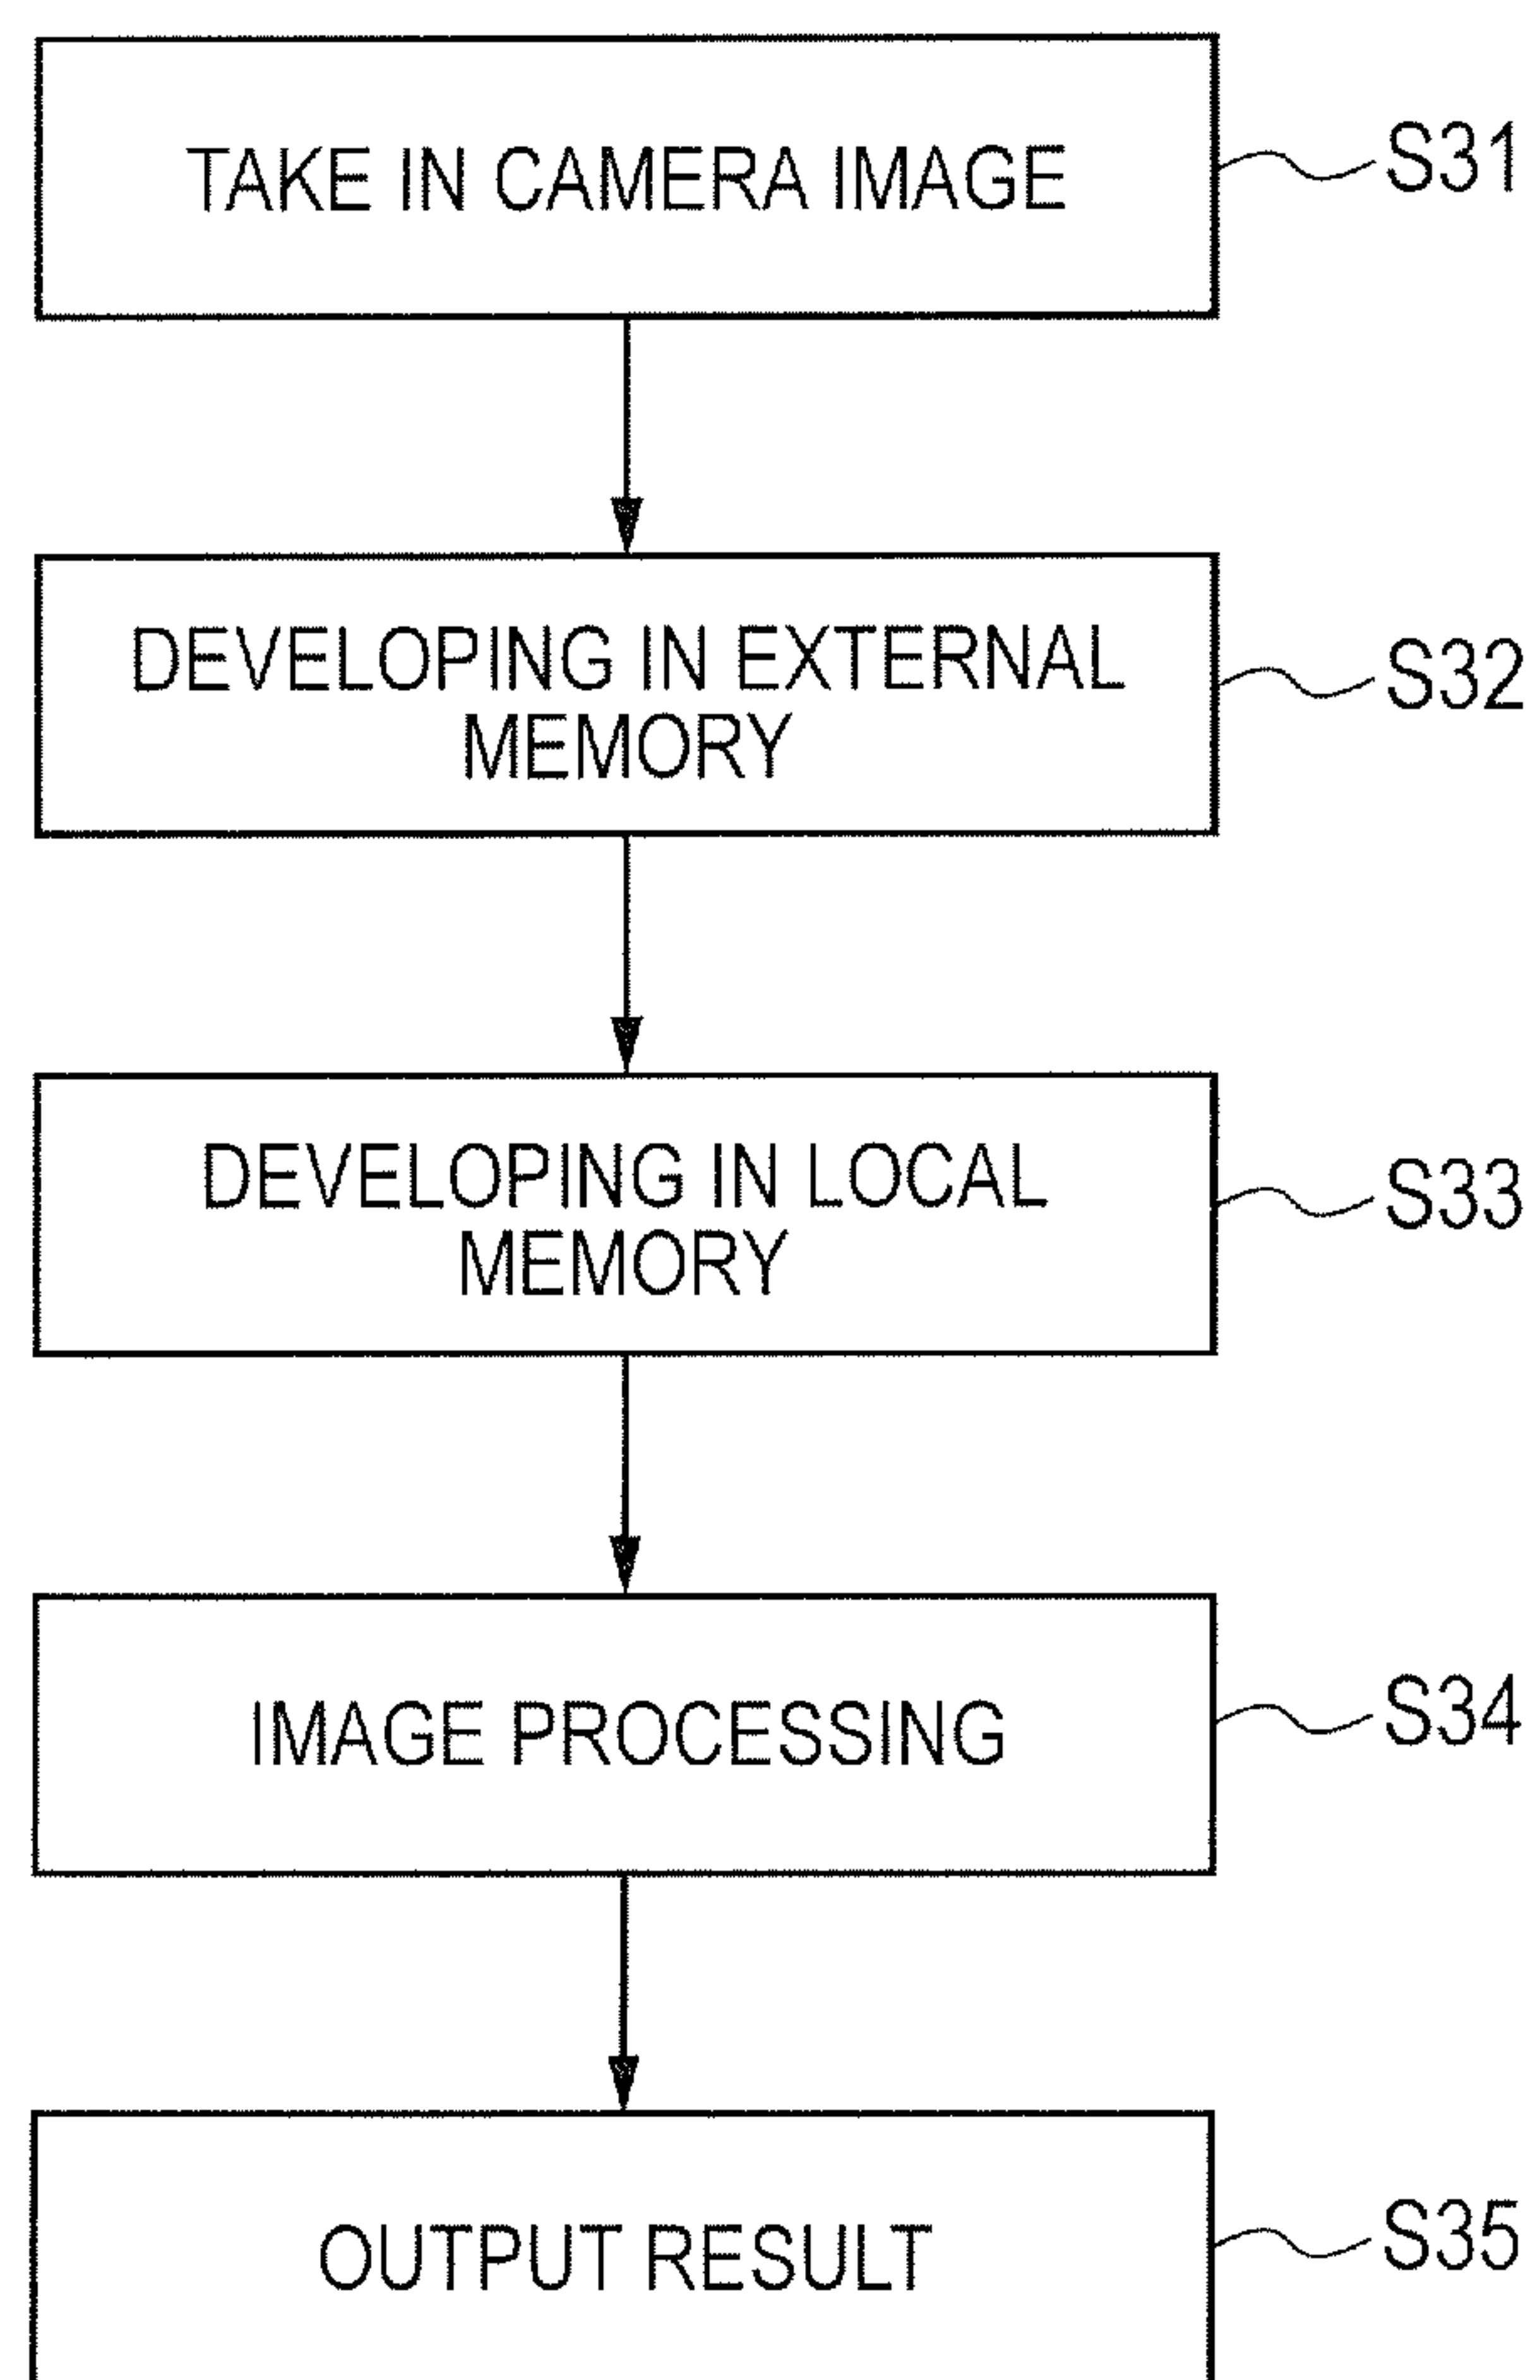 TAKE IN CAMERA IMAGE
S31
DEVELOPING IN EXTERNAL
MEMORY
S32
DEVELOPING IN LOCAL
MEMORY
S33
IMAGE PROCESSING
S34
OUTPUT RESULT
S35